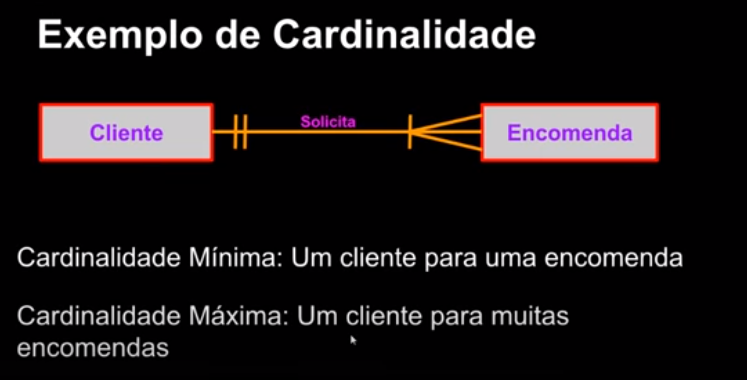 Exemplo de Cardinalidade
Cliente
Solicita
Encomenda
Cardinalidade Mínima: Um cliente para uma encomenda
Cardinalidade Máxima: Um cliente para muitas
encomendas